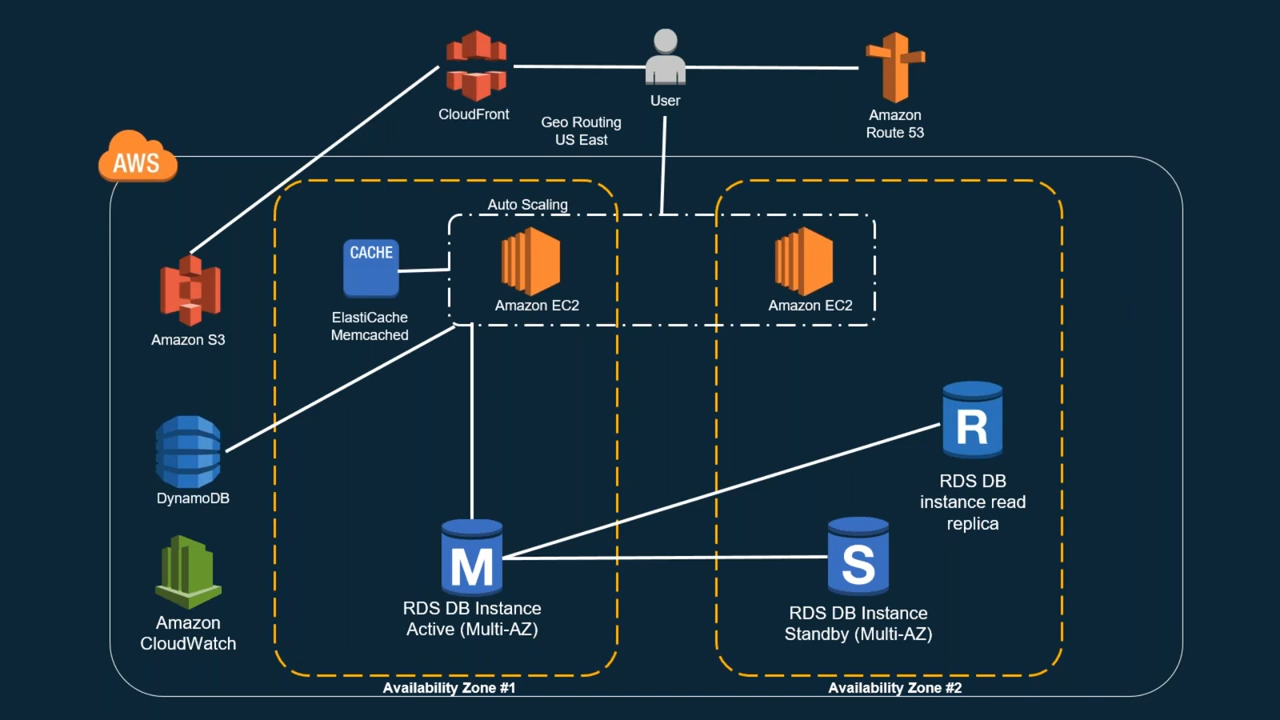 CloudFront
User
Amazon
Route 53
Geo Routing
US East
AWS
Auto Scaling
CACHE
Amazon EC2
Amazon EC2
ElastiCache
Memcached
Amazon S3
R
RDS DB
instance read
replica
DynamoDB
M
S
RDS DB Instance
Active (Multi-AZ)
RDS DB Instance
Standby (Multi-AZ)
Amazon
CloudWatch
Availability Zone #1
Availability Zone #2